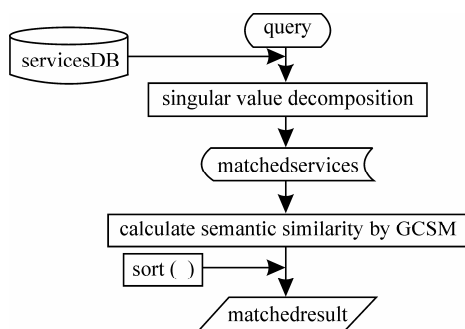 query
servicesDB
singular value decomposition
matchedservices
calculate semantic similarity by GCSM
sort ( )
matchedresult